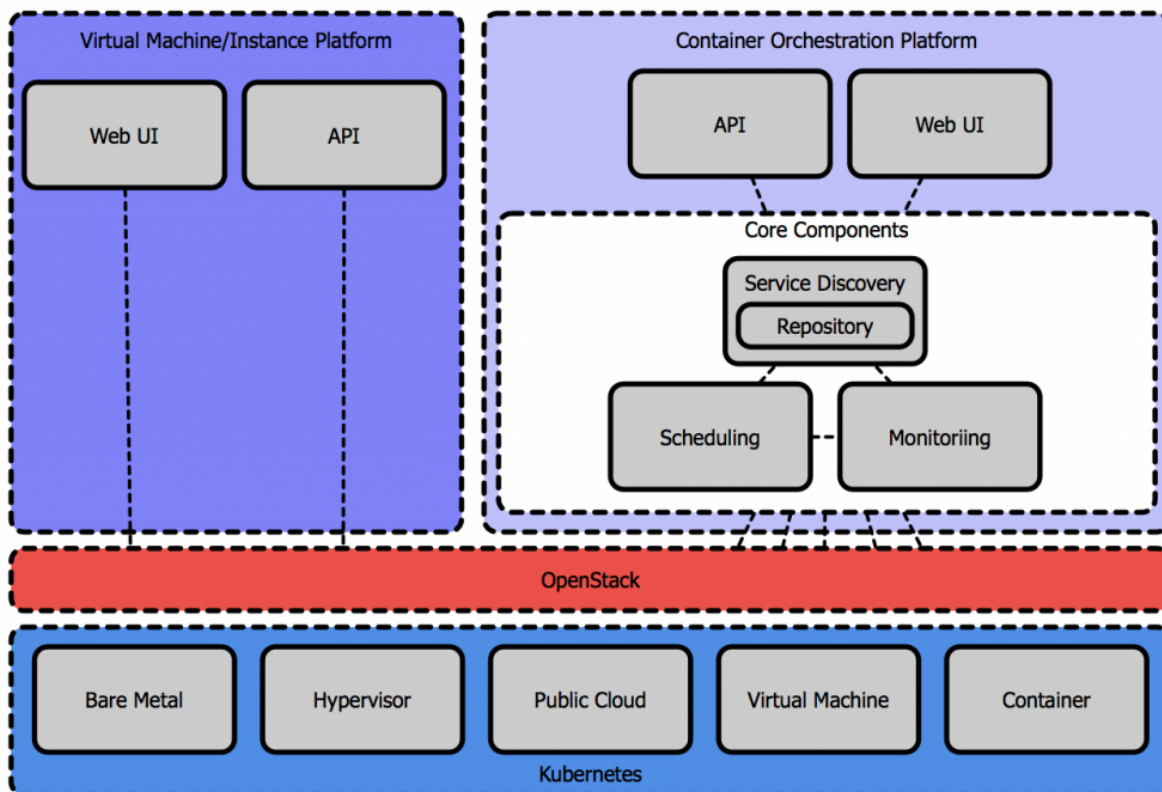 Virtual Machine/Instance Platform
Web UI
API
Container Orchestration Platform
API
Web UI
Core Components
Service Discovery
Repository
Scheduling
Monitoriing
OpenStack
Bare Metal
Hypervisor
Public Cloud
Virtual Machine
Container
Kubernetes